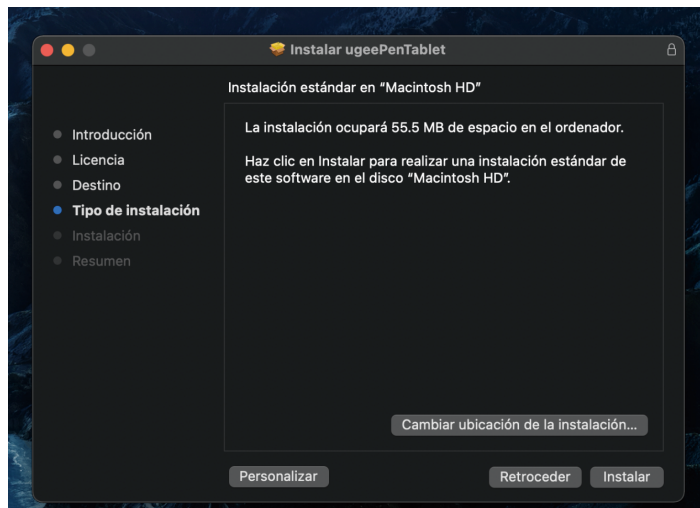 Instalar ugeePenTablet
Instalación estándar en “Macintosh HD”
Introducción
Licencia
Destino
Tipo de instalación
Instalación
Resumen
La instalación ocupará 55.5 MB de espacio en el ordenador.
Haz clic en Instalar para realizar una instalación estándar de
este software en el disco “Macintosh HD”.
Cambiar ubicación de la instalación...
Personalizar
Retroceder
Instalar